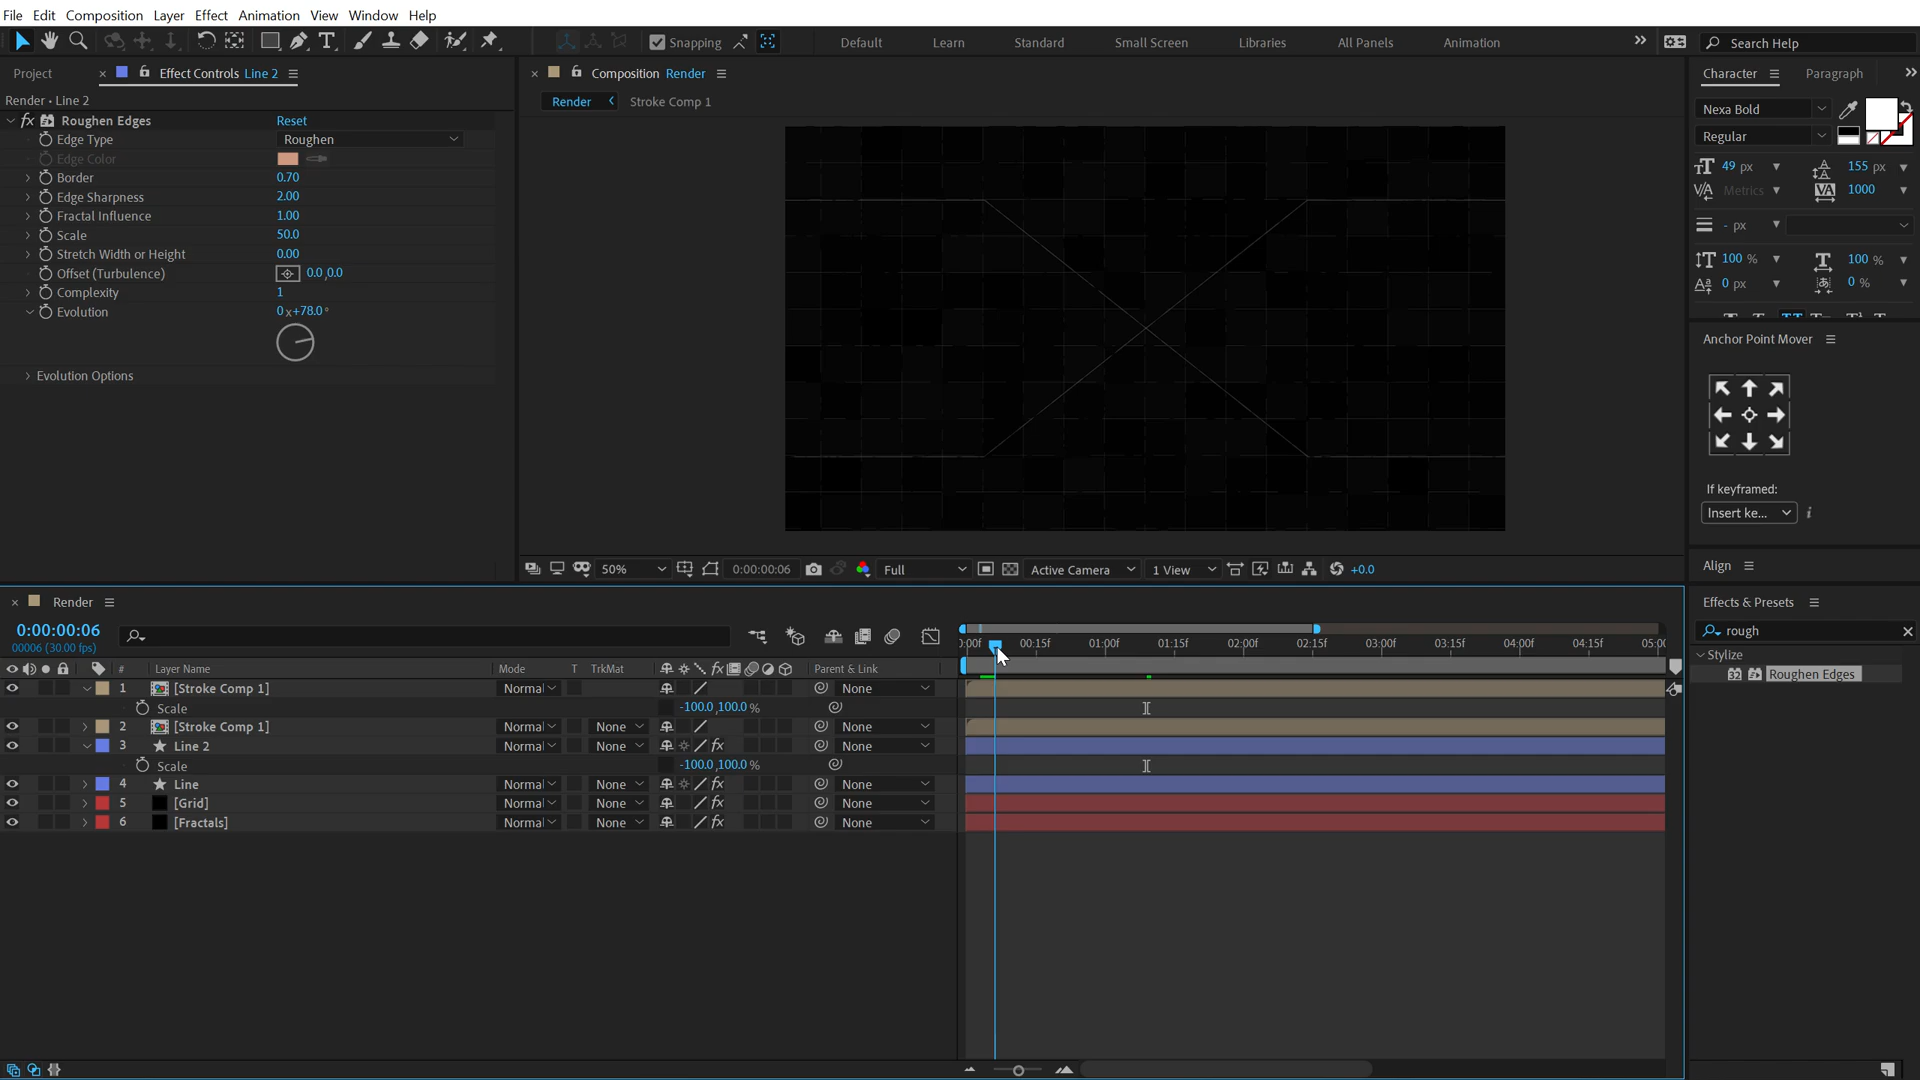 File Edit Composition Layer Effect Animation View Window Help
Snapping Default Learn Standard Small Screen Libraries All Panels Animation Search Help
Project Effect Controls Line 2 Composition Render Character Paragraph
Render • Line 2 Render Stroke Comp 1
fx Roughen Edges Reset
Edge Type Roughen
Edge Color
Border 0.70
Edge Sharpness 2.00
Fractal Influence 1.00
Scale 50.0
Stretch Width or Height 0.00
Offset (Turbulence) 0.0,0.0
Complexity 1
Evolution 0x+78.0°
Evolution Options
Nexa Bold
Regular
49 px 155 px
Metrics 1000
- px
100 % 100 %
0 px 0 %
Anchor Point Mover
If keyframed:
Insert ke...
Align
50% 0:00:00:06 Full Active Camera 1 View +0.0
Render
0:00:00:06
00006 (30.00 fps)
00:15f 01:00f 01:15f 02:00f 02:15f 03:00f 03:15f 04:00f 04:15f
# Layer Name Mode T TrkMat Parent & Link
1 [Stroke Comp 1] Normal None
Scale -100.0,100.0%
2 [Stroke Comp 1] Normal None None
3 Line 2 Normal None fx None
Scale -100.0,100.0%
4 Line Normal None fx None
5 [Grid] Normal None fx None
6 [Fractals] Normal None fx None
Effects & Presets
rough
Stylize
32 Roughen Edges